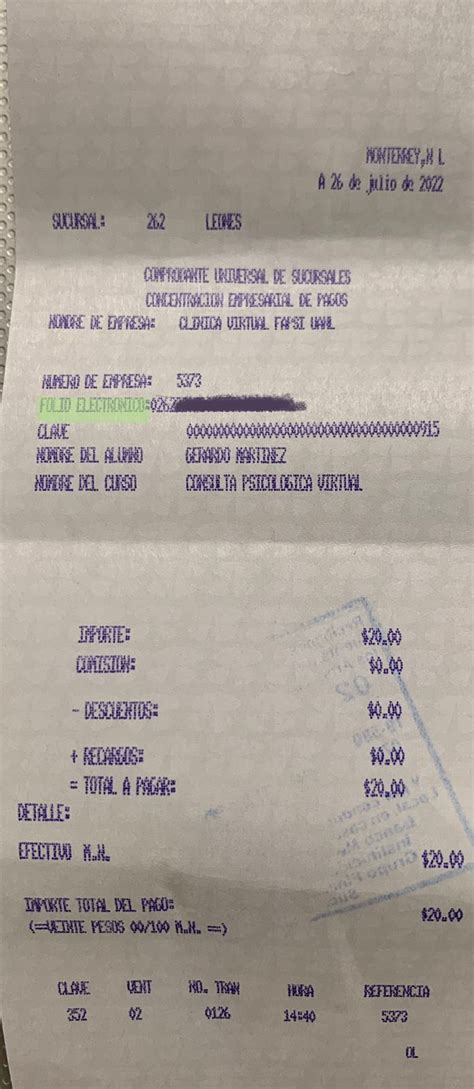 MONTERREY,N L
A 26 de julio de 2022
SUCURSAL: 262 LEONES
COMPROBANTE UNIVERSAL DE SUCURSALES
CONCENTRACION EMPRESARIAL DE PAGOS
NOMBRE DE EMPRESA: CLINICA VIRTUAL FAPSI UANL
NUMERO DE EMPRESA: 5373
FOLIO ELECTRONICO:0262
CLAVE 915
NOMBRE DEL ALUMNO GERARDO MARTINEZ
NOMBRE DEL CURSO CONSULTA PSICOLOGICA VIRTUAL
IMPORTE: $20.00
COMISION: $0.00
- DESCUENTOS: $0.00
+ RECARGOS: $0.00
= TOTAL A PAGAR: $20.00
DETALLE:
EFECTIVO M.N. $20.00
IMPORTE TOTAL DEL PAGO: $20.00
(==VEINTE PESOS 00/100 M.N. ==)
CLAVE VENT NO. TRAN HORA REFERENCIA
352 02 0126 14:40 5373
OL